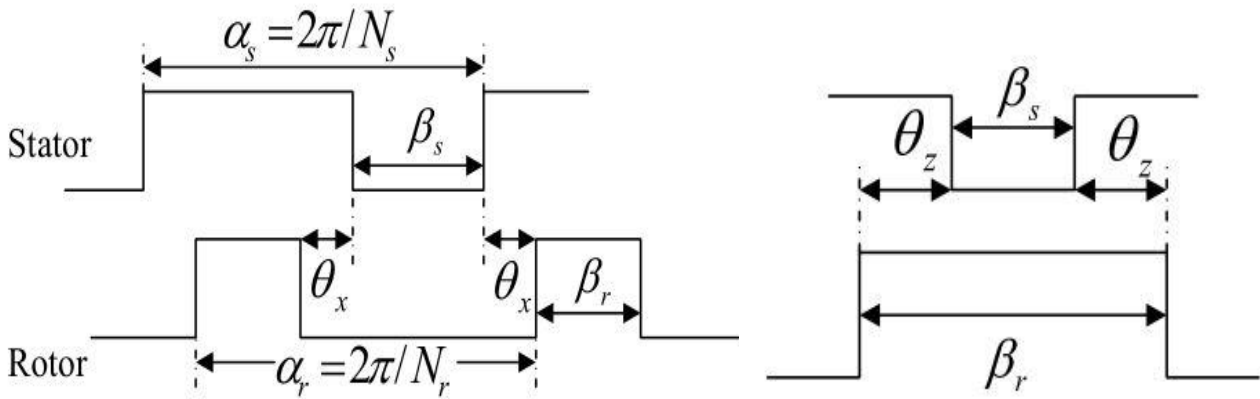 α_s = 2π/N_s
Stator
β_s
θ_x
θ_x
β_r
Rotor
α_r = 2π/N_r
β_s
θ_z
θ_z
β_r